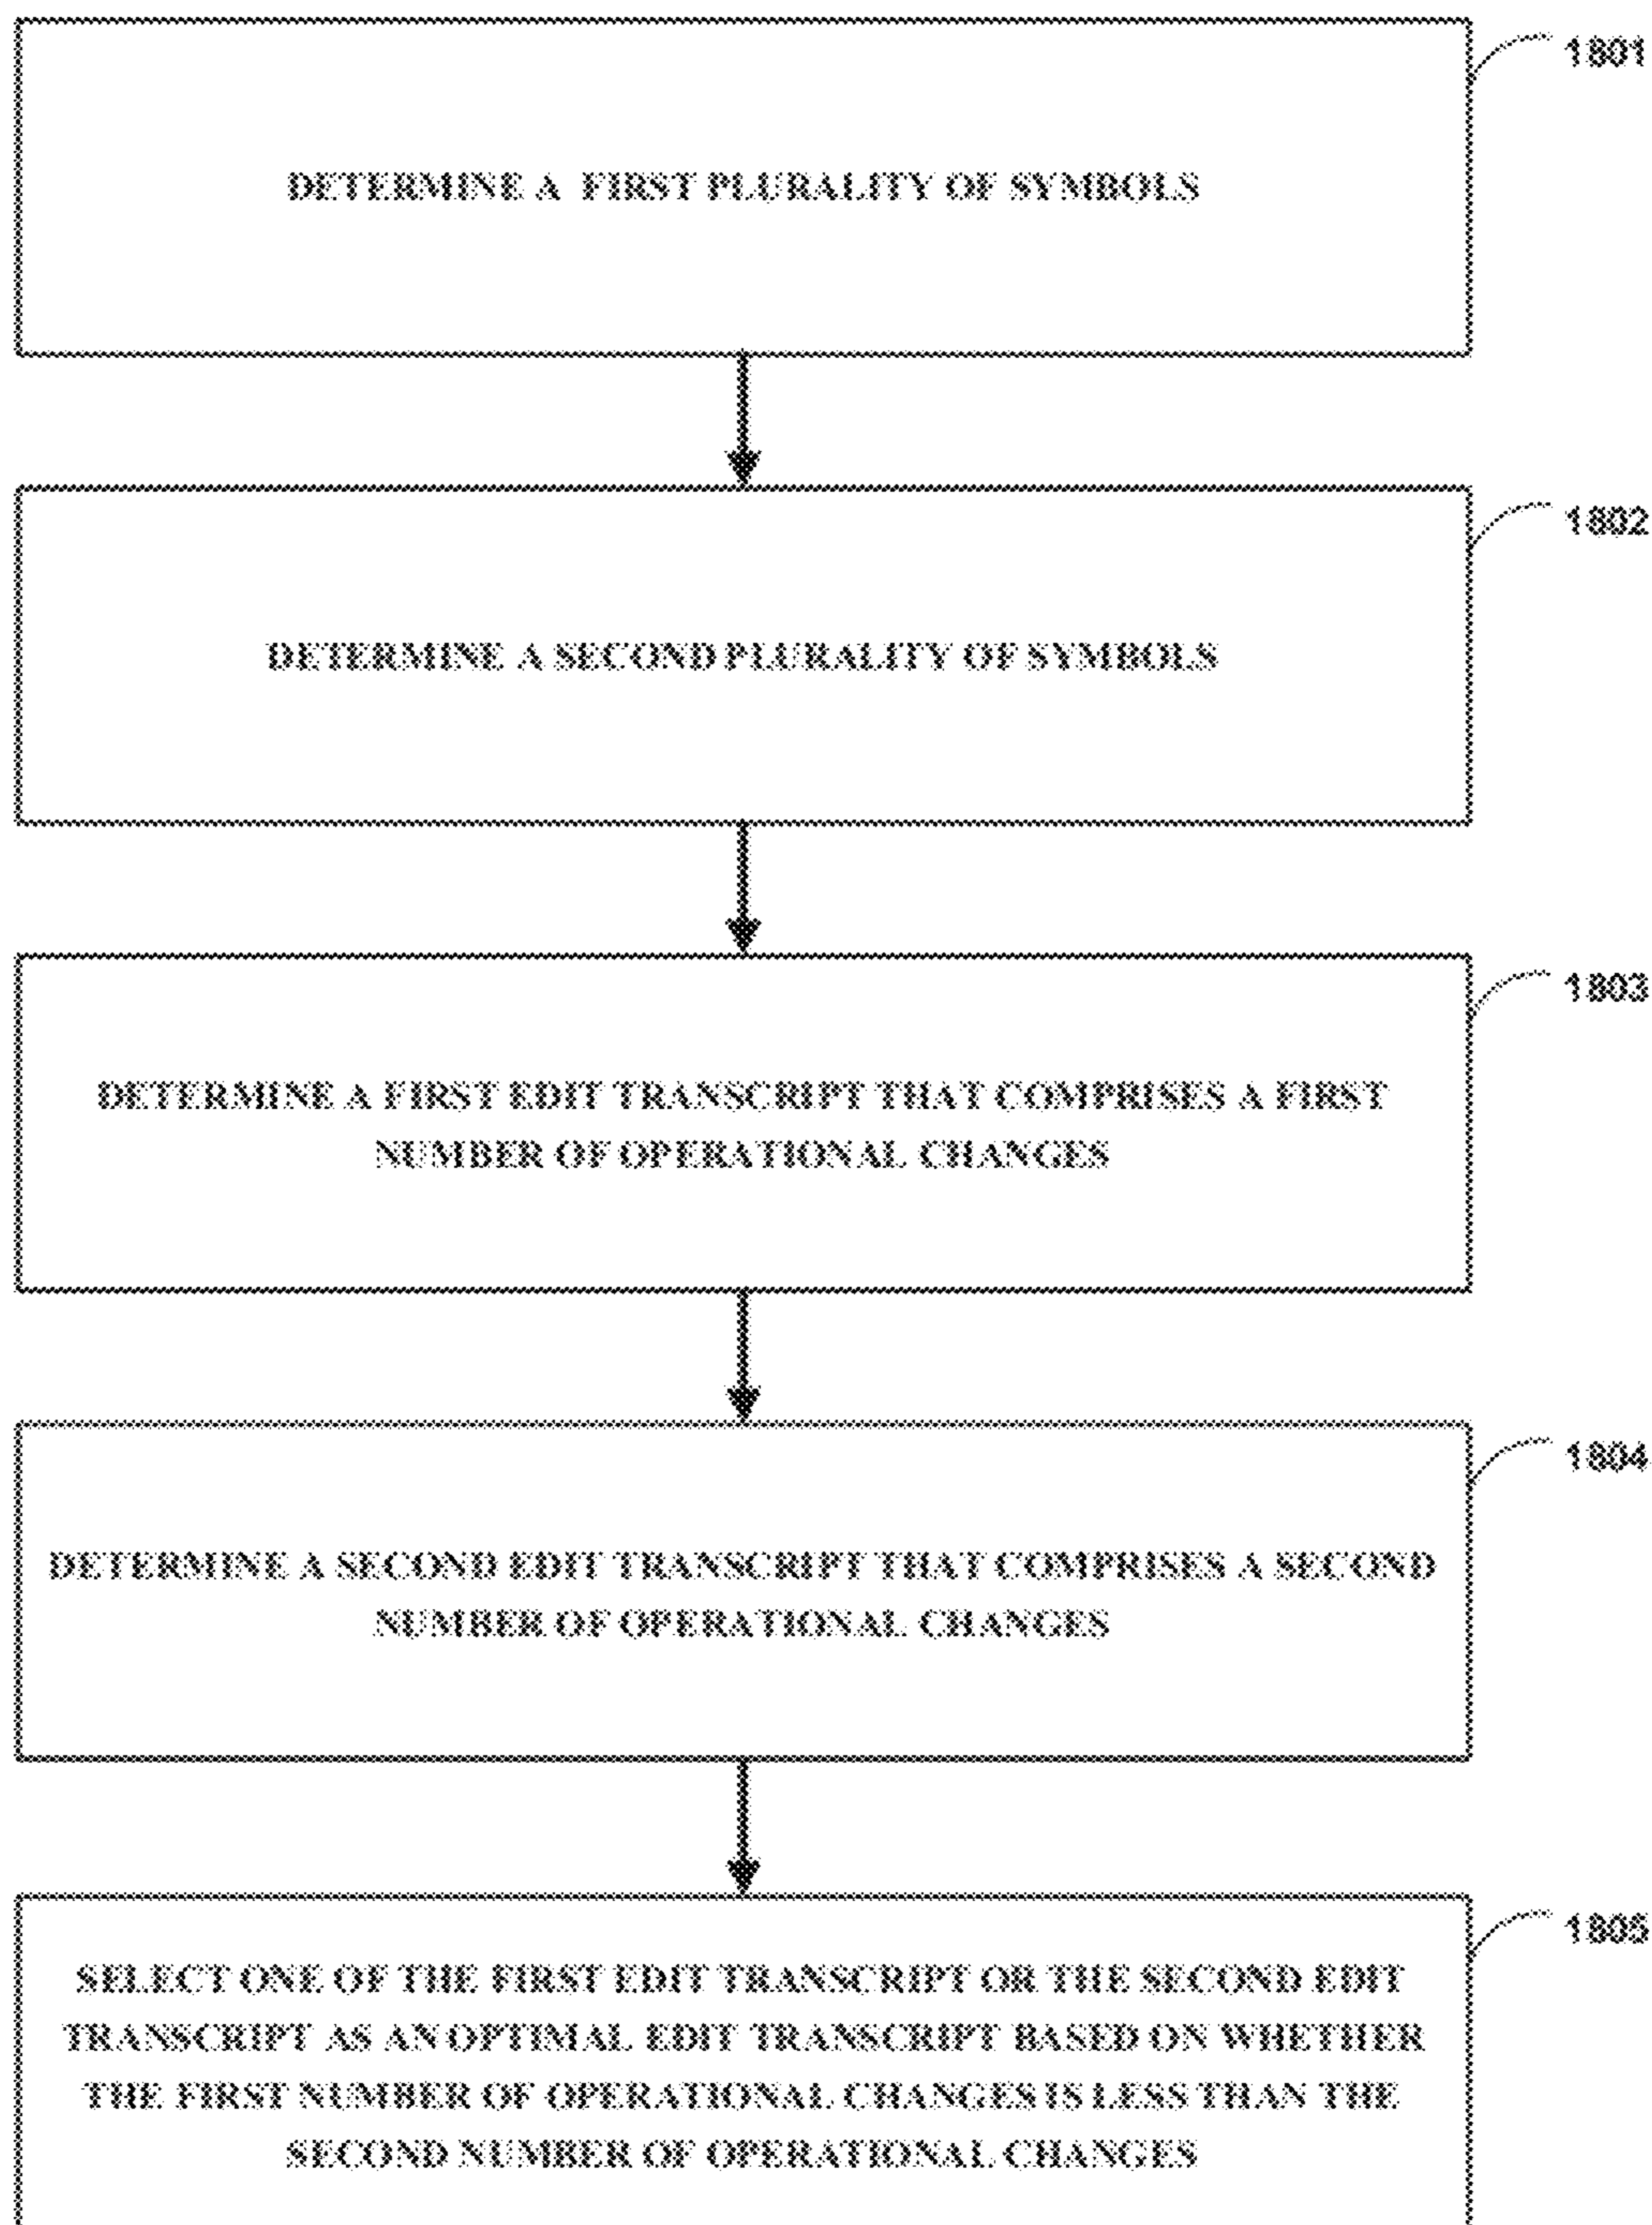 1801
DETERMINE A FIRST PLURALITY OF SYMBOLS
1802
DETERMINE A SECOND PLURALITY OF SYMBOLS
1803
DETERMINE A FIRST EDIT TRANSCRIPT THAT COMPRISES A FIRST
NUMBER OF OPERATIONAL CHANGES
1804
DETERMINE A SECOND EDIT TRANSCRIPT THAT COMPRISES A SECOND
NUMBER OF OPERATIONAL CHANGES
1805
SELECT ONE OF THE FIRST EDIT TRANSCRIPT OR THE SECOND EDIT
TRANSCRIPT AS AN OPTIMAL EDIT TRANSCRIPT BASED ON WHETHER
THE FIRST NUMBER OF OPERATIONAL CHANGES IS LESS THAN THE
SECOND NUMBER OF OPERATIONAL CHANGES